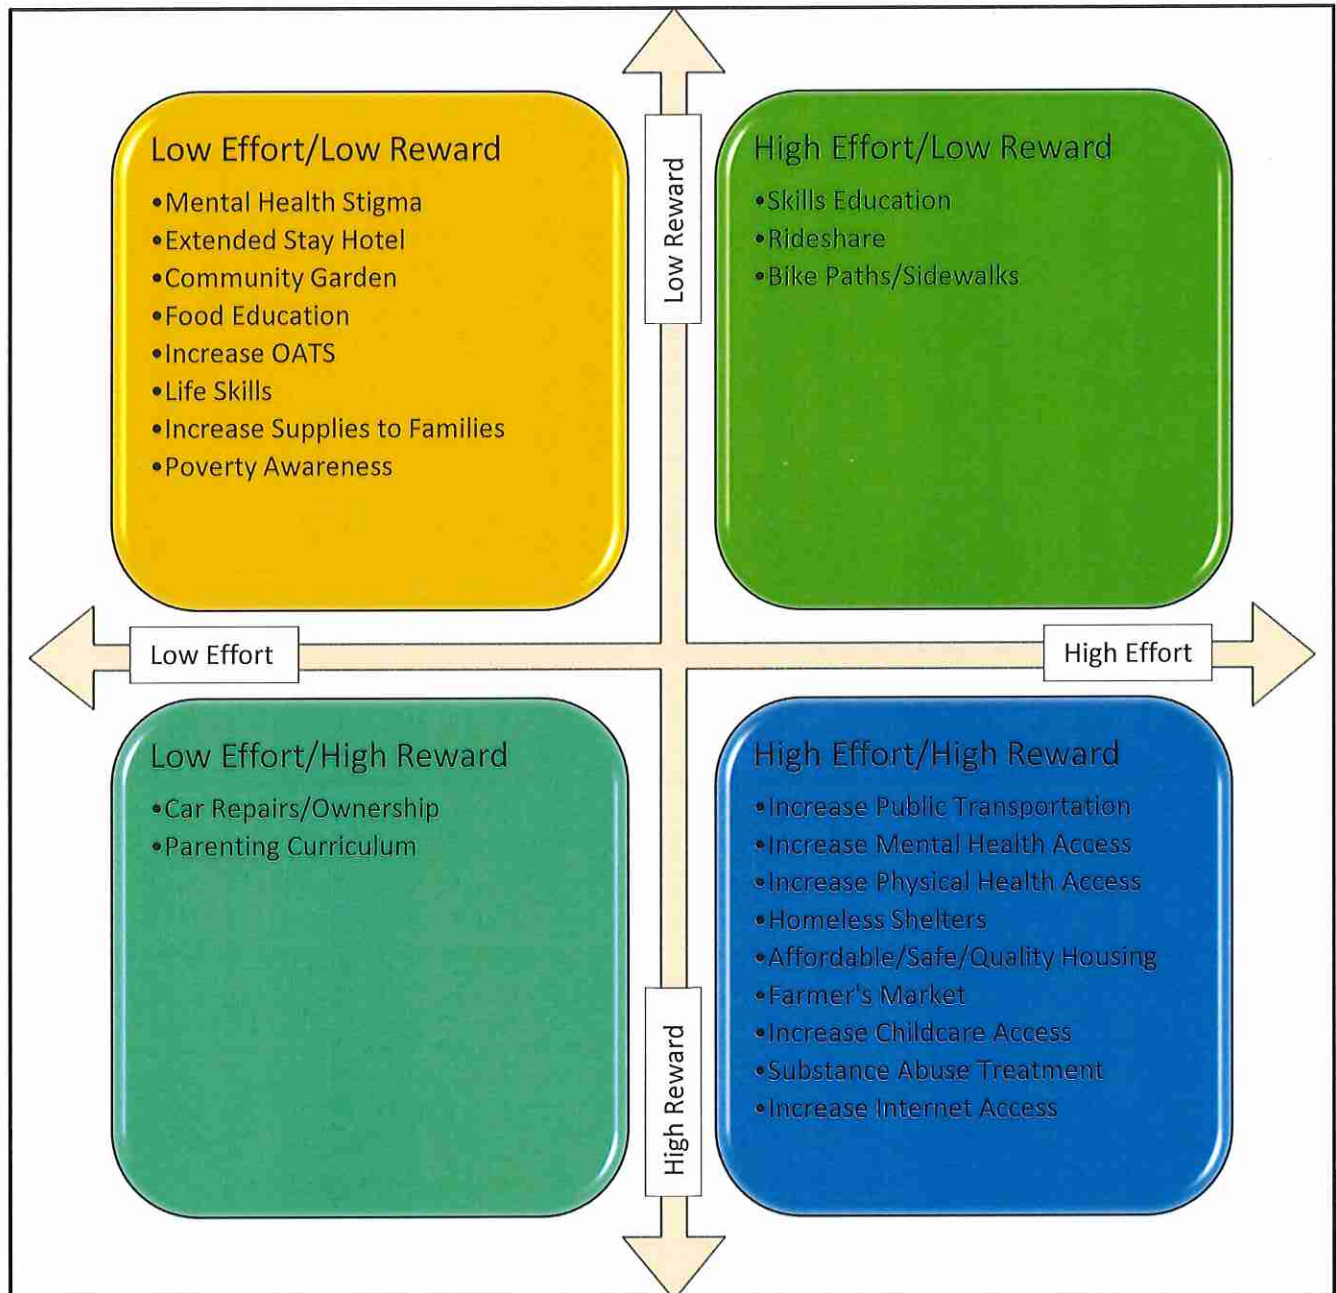 Low Effort/Low Reward
•Mental Health Stigma
•Extended Stay Hotel
•Community Garden
•Food Education
•Increase OATS
•Life Skills
•Increase Supplies to Families
•Poverty Awareness
Low Reward
High Effort/Low Reward
•Skills Education
•Rideshare
•Bike Paths/Sidewalks
Low Effort
High Effort
Low Effort/High Reward
•Car Repairs/Ownership
•Parenting Curriculum
High Reward
High Effort/High Reward
•Increase Public Transportation
•Increase Mental Health Access
•Increase Physical Health Access
•Homeless Shelters
•Affordable/Safe/Quality Housing
•Farmer's Market
•Increase Childcare Access
•Substance Abuse Treatment
•Increase Internet Access